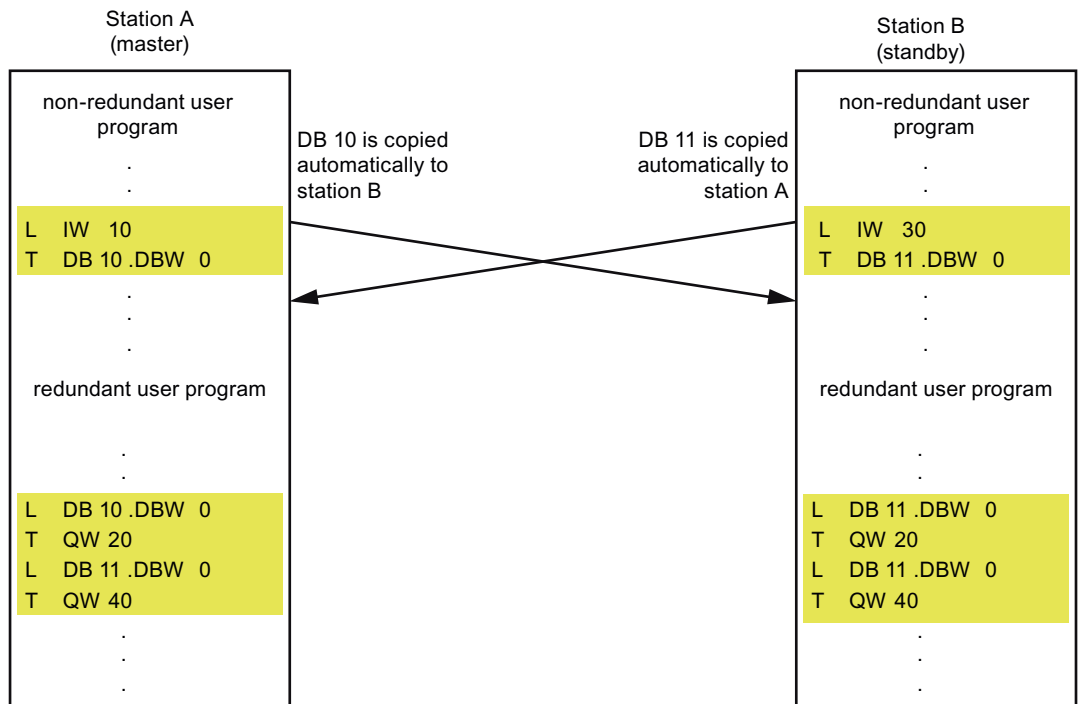 Station A
(master)
non-redundant user
program
.
.
L IW 10
T DB 10 .DBW 0
.
.
.
redundant user program
.
.
L DB 10 .DBW 0
T QW 20
L DB 11 .DBW 0
T QW 40
.
.
.
DB 10 is copied
automatically to
station B
DB 11 is copied
automatically to
station A
Station B
(standby)
non-redundant user
program
.
.
L IW 30
T DB 11 .DBW 0
.
.
.
redundant user program
.
.
L DB 11 .DBW 0
T QW 20
L DB 11 .DBW 0
T QW 40
.
.
.